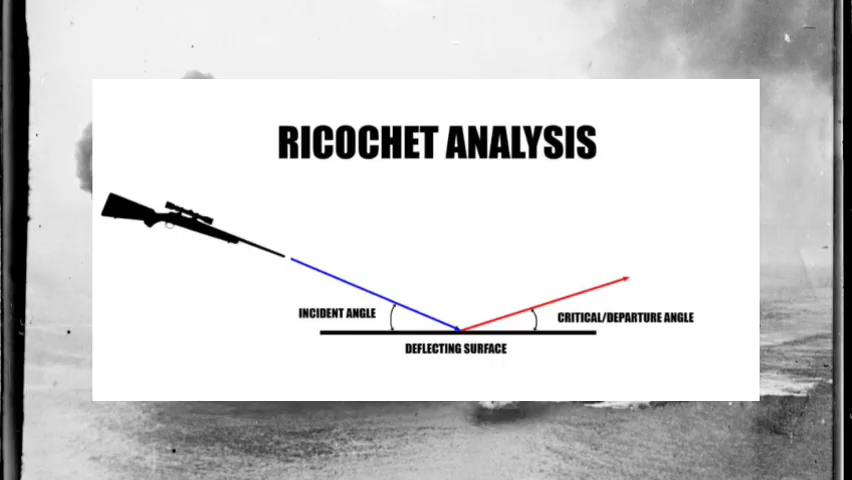 RICOCHET ANALYSIS
INCIDENT ANGLE
CRITICAL/DEPARTURE ANGLE
DEFLECTING SURFACE